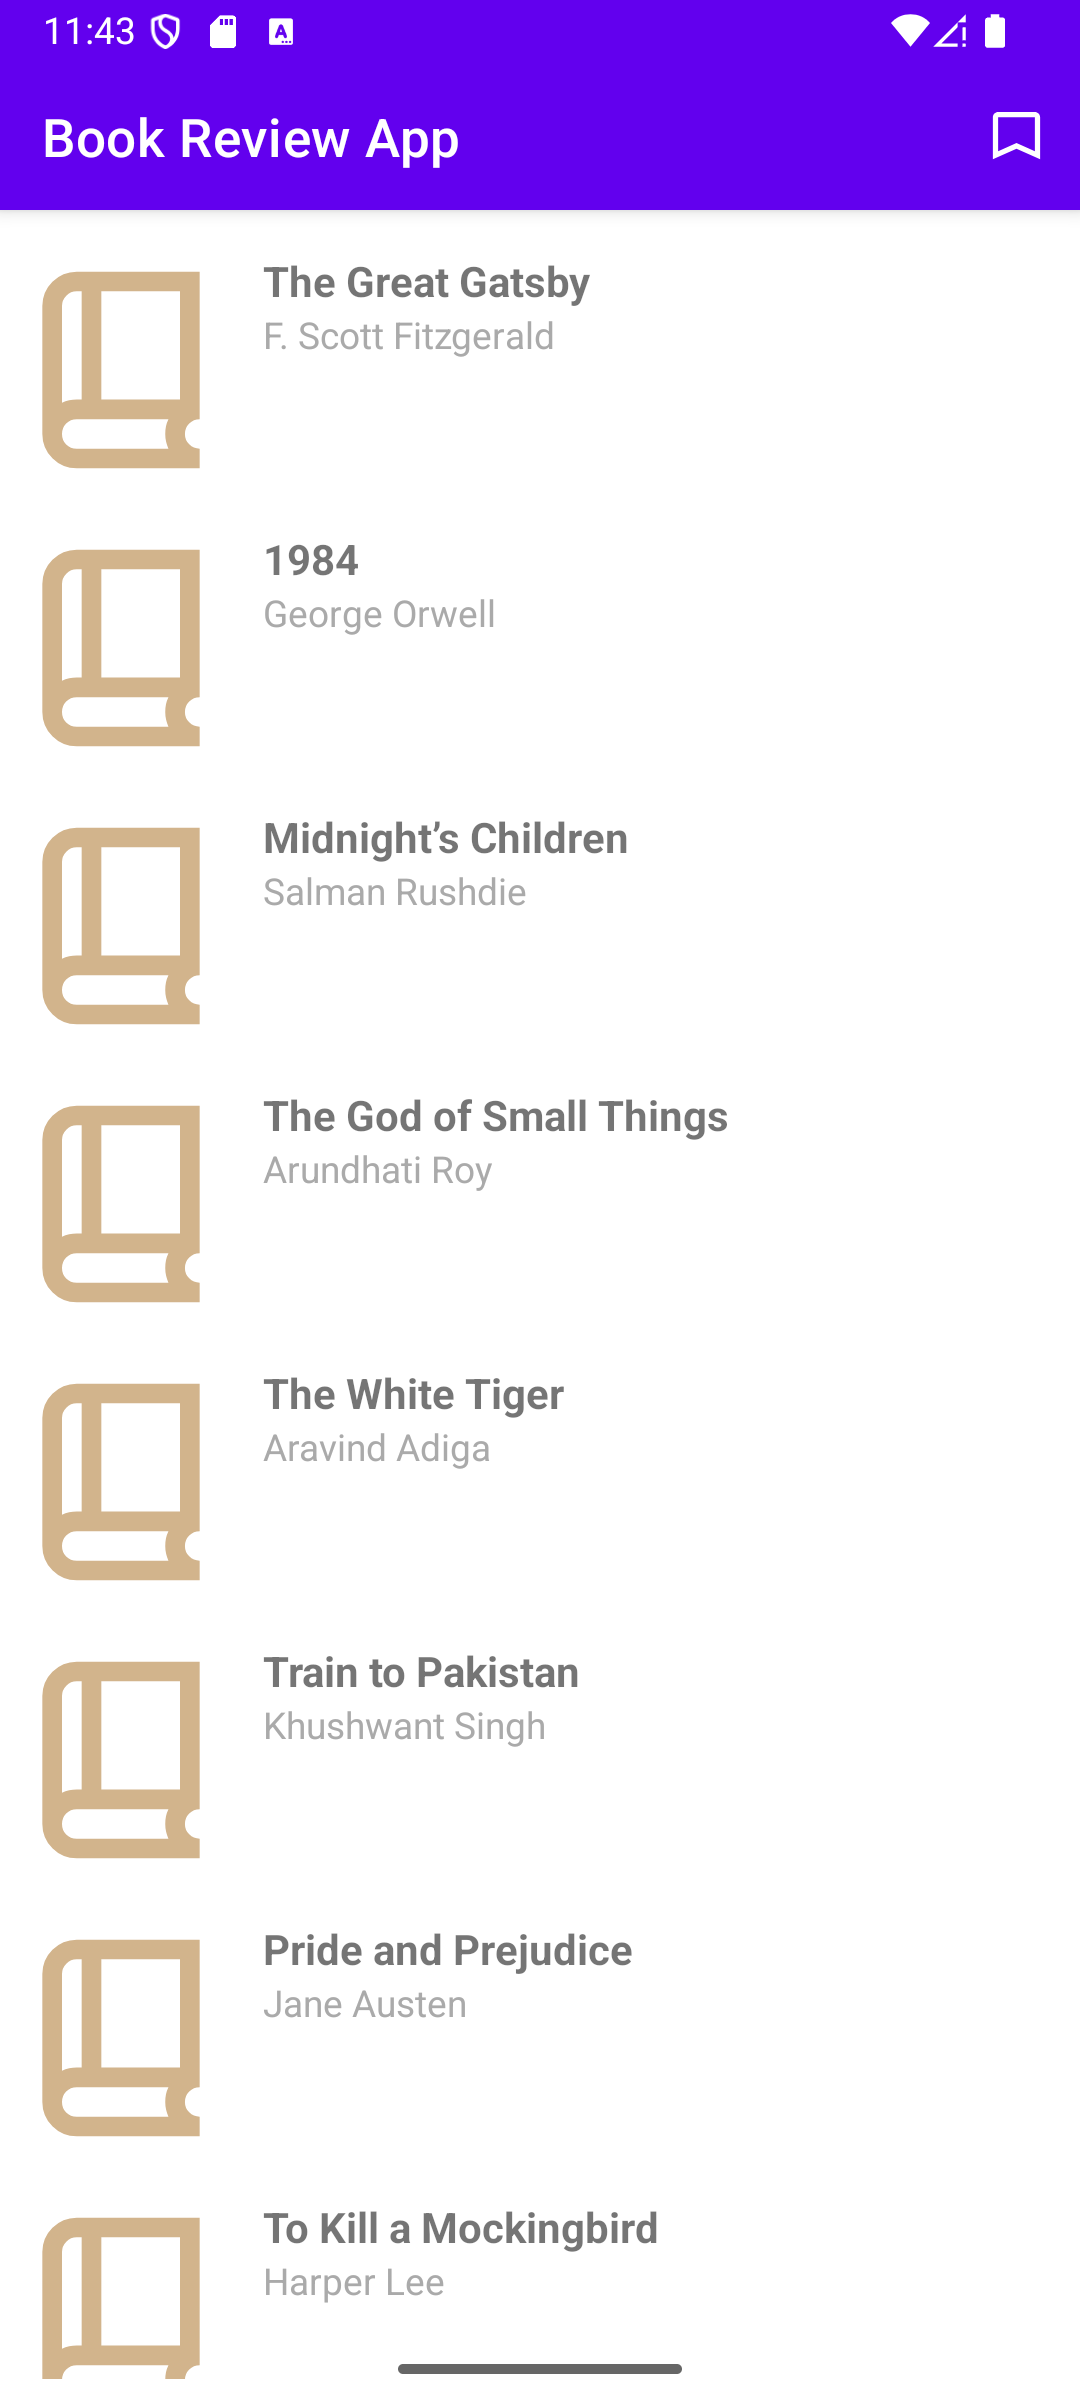 11:43
Book Review App
The Great Gatsby
F. Scott Fitzgerald
1984
George Orwell
Midnight’s Children
Salman Rushdie
The God of Small Things
Arundhati Roy
The White Tiger
Aravind Adiga
Train to Pakistan
Khushwant Singh
Pride and Prejudice
Jane Austen
To Kill a Mockingbird
Harper Lee